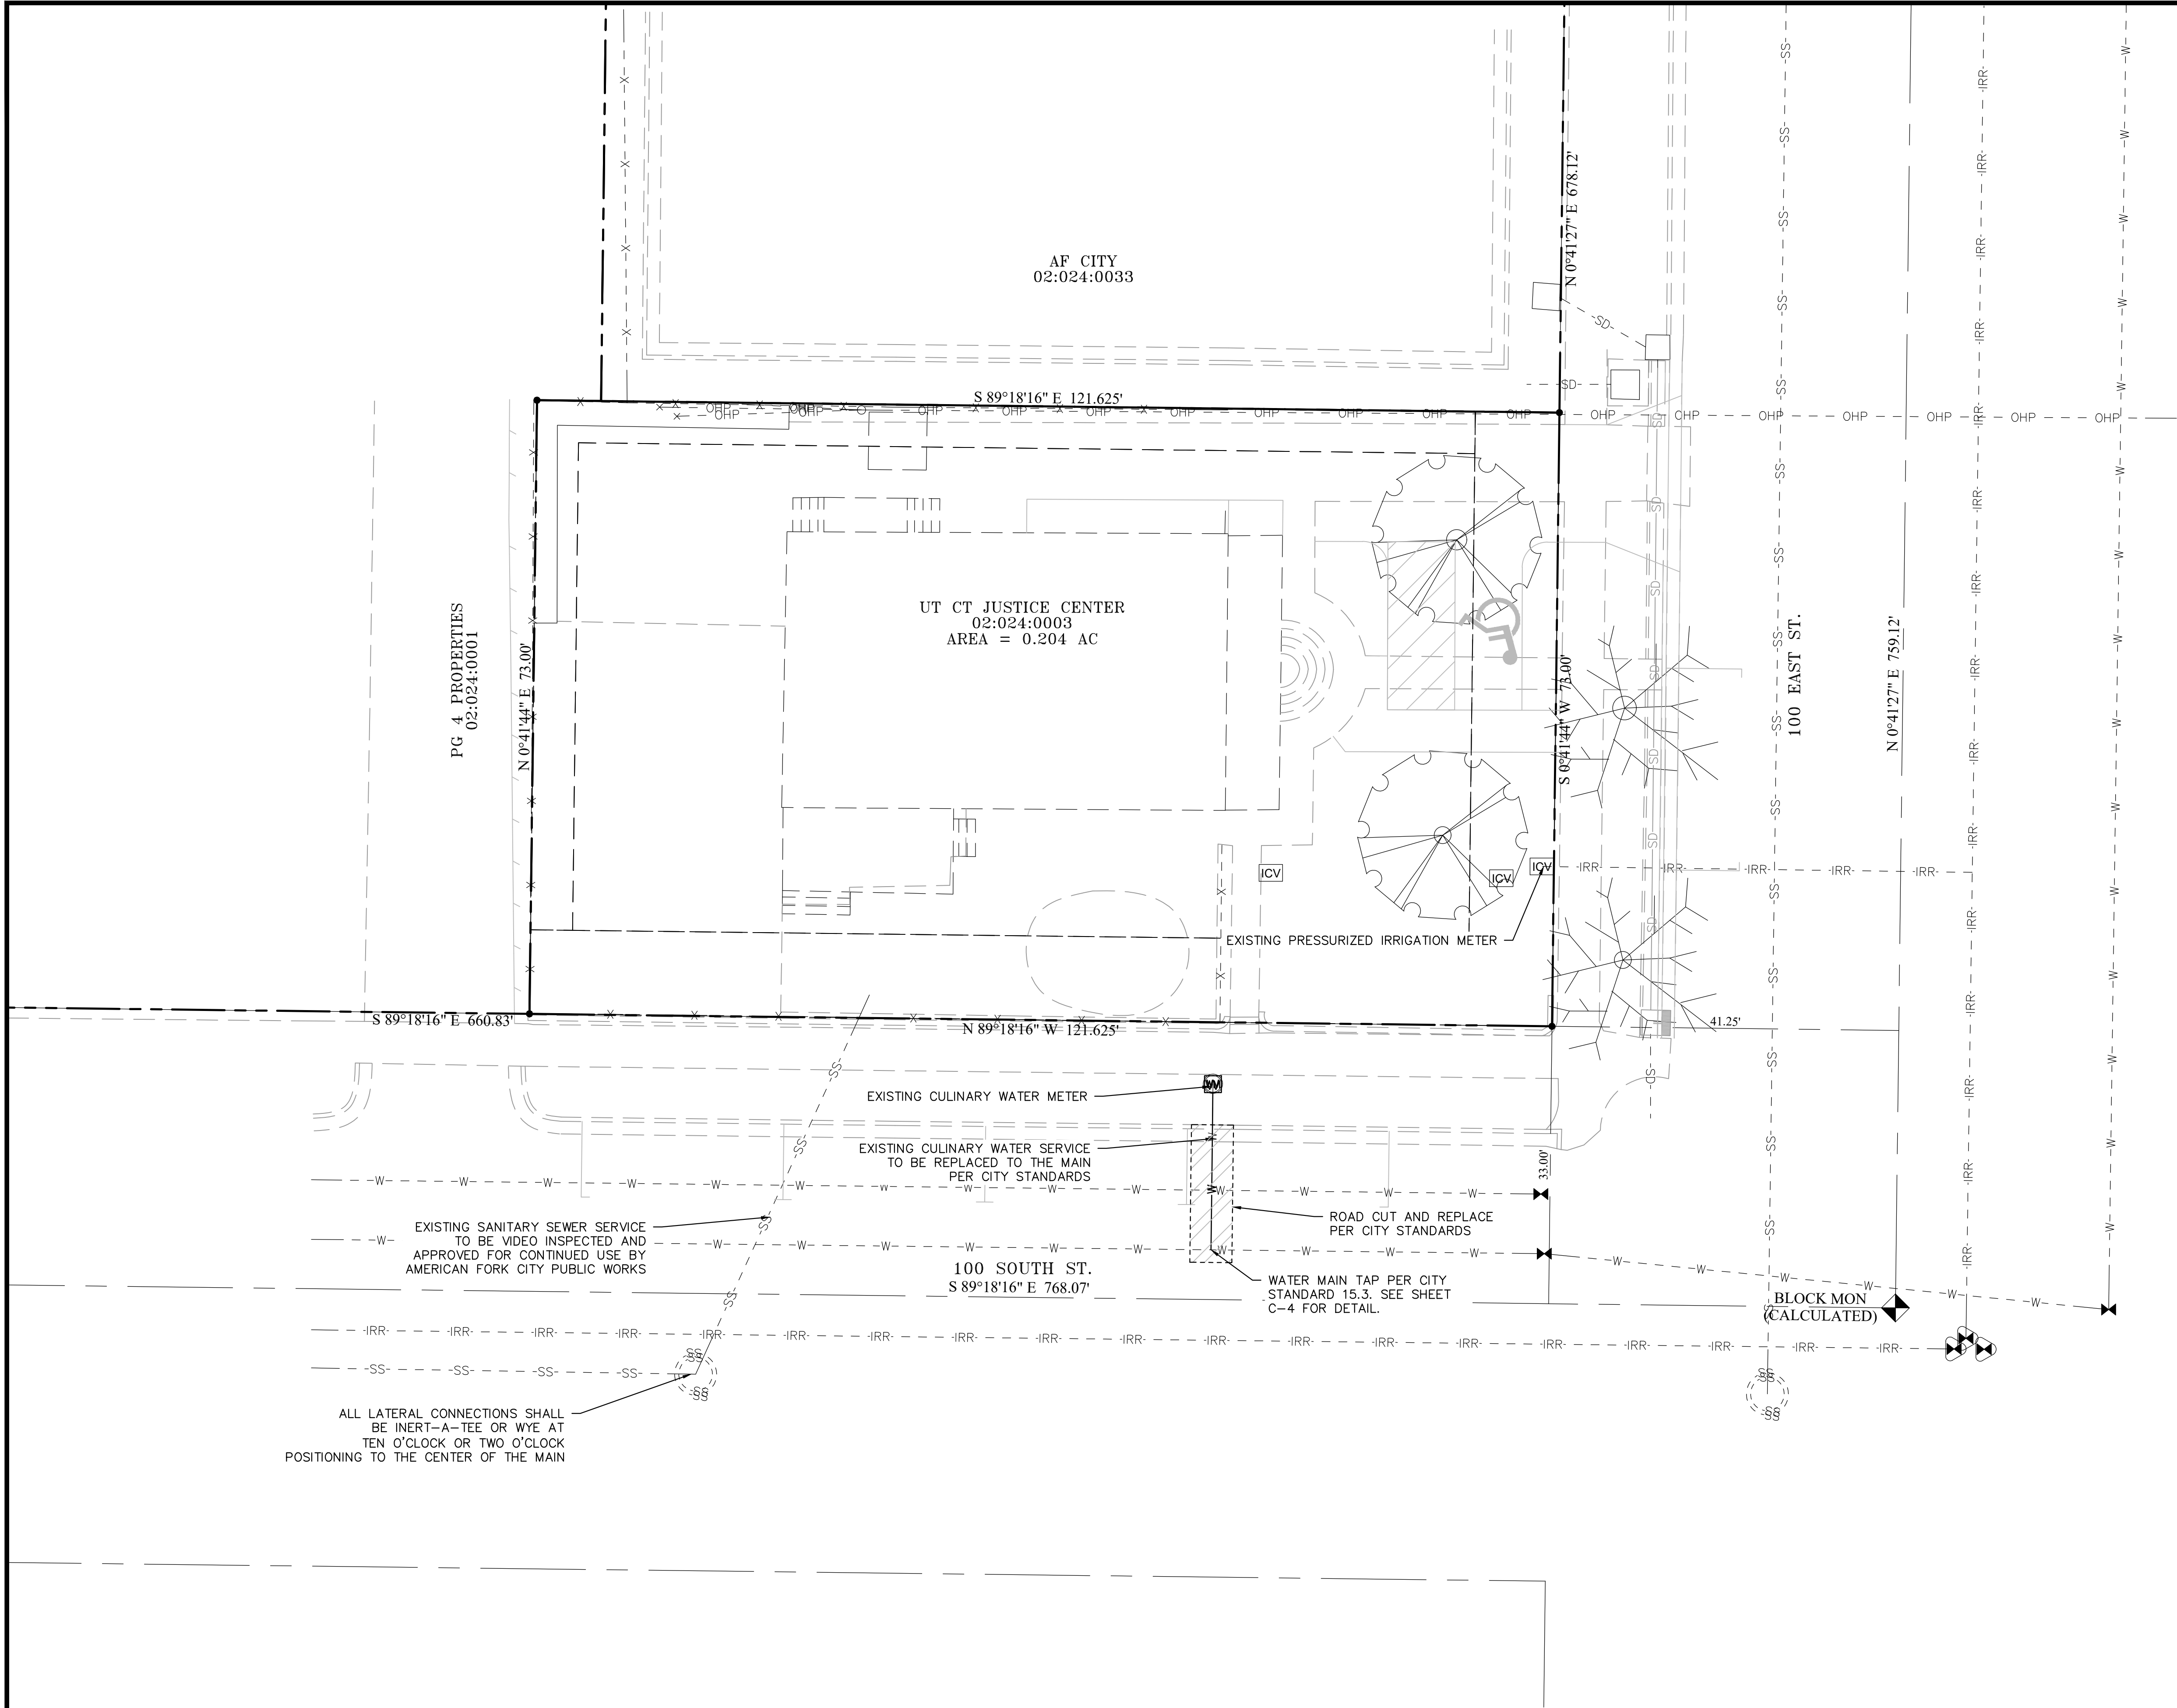 AF CITY
02:024:0033
N 0°41'27" E 678.12'
S 89°18'16" E 121.625'
UT CT JUSTICE CENTER
02:024:0003
AREA = 0.204 AC
PG 4 PROPERTIES
02:024:0001
N 0°41'44" E 73.00'
S 0°41'44" W 73.00'
100 EAST ST.
N 0°41'27" E 759.12'
ICV
ICV
ICV
EXISTING PRESSURIZED IRRIGATION METER
S 89°18'16" E 660.83'
N 89°18'16" W 121.625'
41.25'
EXISTING CULINARY WATER METER
EXISTING CULINARY WATER SERVICE
TO BE REPLACED TO THE MAIN
PER CITY STANDARDS
33.00'
EXISTING SANITARY SEWER SERVICE
TO BE VIDEO INSPECTED AND
APPROVED FOR CONTINUED USE BY
AMERICAN FORK CITY PUBLIC WORKS
ROAD CUT AND REPLACE
PER CITY STANDARDS
100 SOUTH ST.
S 89°18'16" E 768.07'
WATER MAIN TAP PER CITY
STANDARD 15.3. SEE SHEET
C-4 FOR DETAIL.
BLOCK MON
(CALCULATED)
ALL LATERAL CONNECTIONS SHALL
BE INERT-A-TEE OR WYE AT
TEN O'CLOCK OR TWO O'CLOCK
POSITIONING TO THE CENTER OF THE MAIN